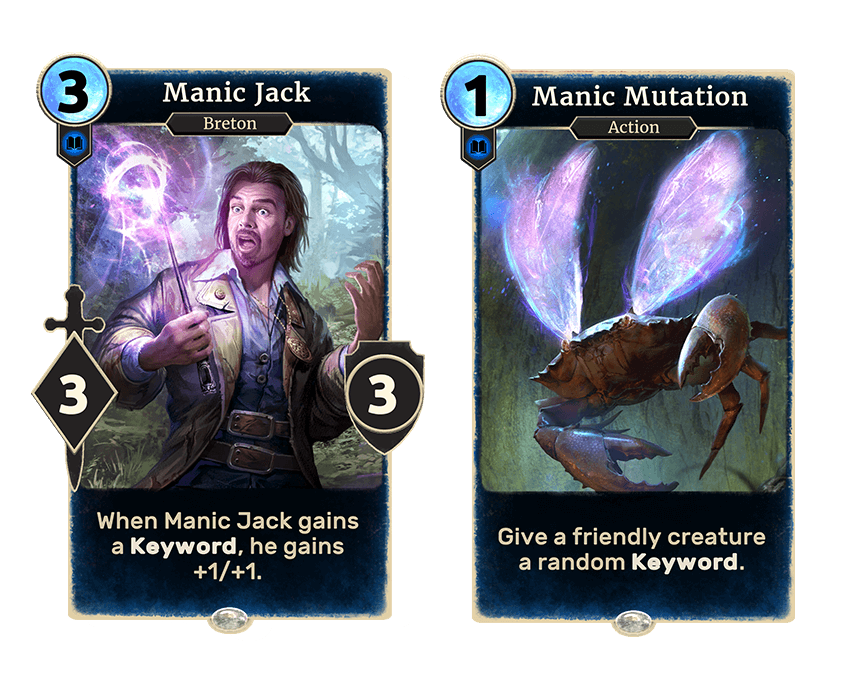 3
Manic Jack
Breton
3
3
When Manic Jack gains
a Keyword, he gains
+1/+1.
1
Manic Mutation
Action
Give a friendly creature
a random Keyword.